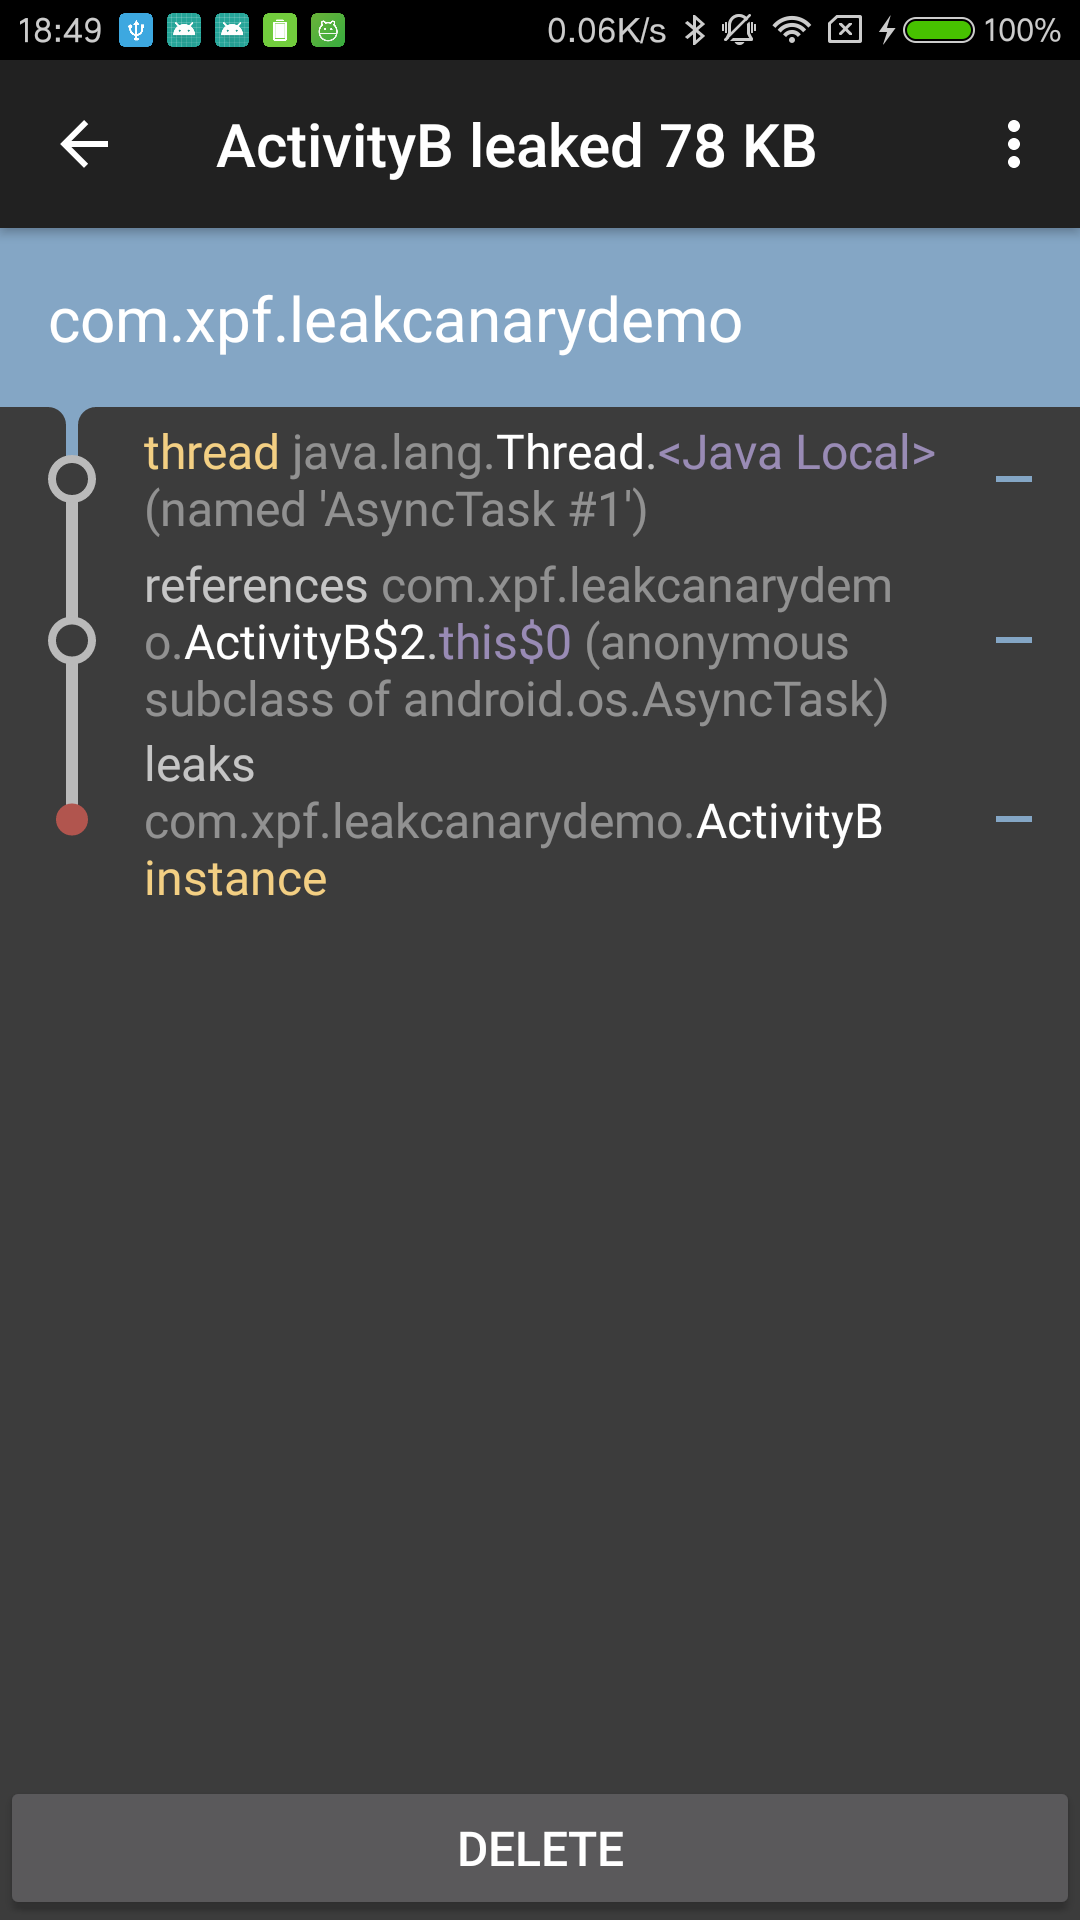 18:49 0.06K/s 100%
ActivityB leaked 78 KB
com.xpf.leakcanarydemo
thread java.lang.Thread.<Java Local>
(named 'AsyncTask #1')
references com.xpf.leakcanarydem
o.ActivityB$2.this$0 (anonymous
subclass of android.os.AsyncTask)
leaks
com.xpf.leakcanarydemo.ActivityB
instance
DELETE